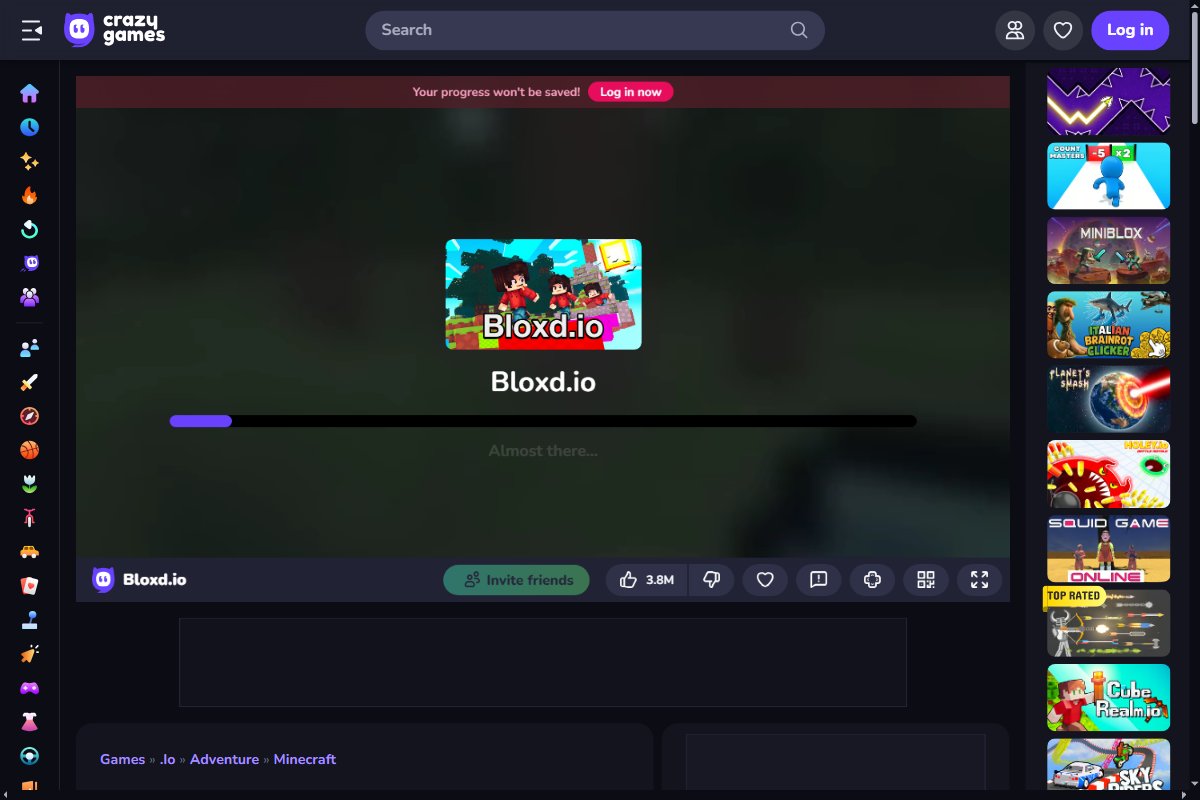 crazy
games
Search
Log in
Your progress won't be saved!
Log in now
Bloxd.io
Bloxd.io
Almost there...
Bloxd.io
Invite friends
3.8M
Games » .Io » Adventure » Minecraft
COUNT
MASTERS
-5
x2
MINIBLOX
ITALIAN
BRAINROT
CLICKER
PLANET'S
SMASH
HOLEY.IO
SQUID GAME
ONLINE
TOP RATED
Cube
Realm.io
SKY
RIDERS